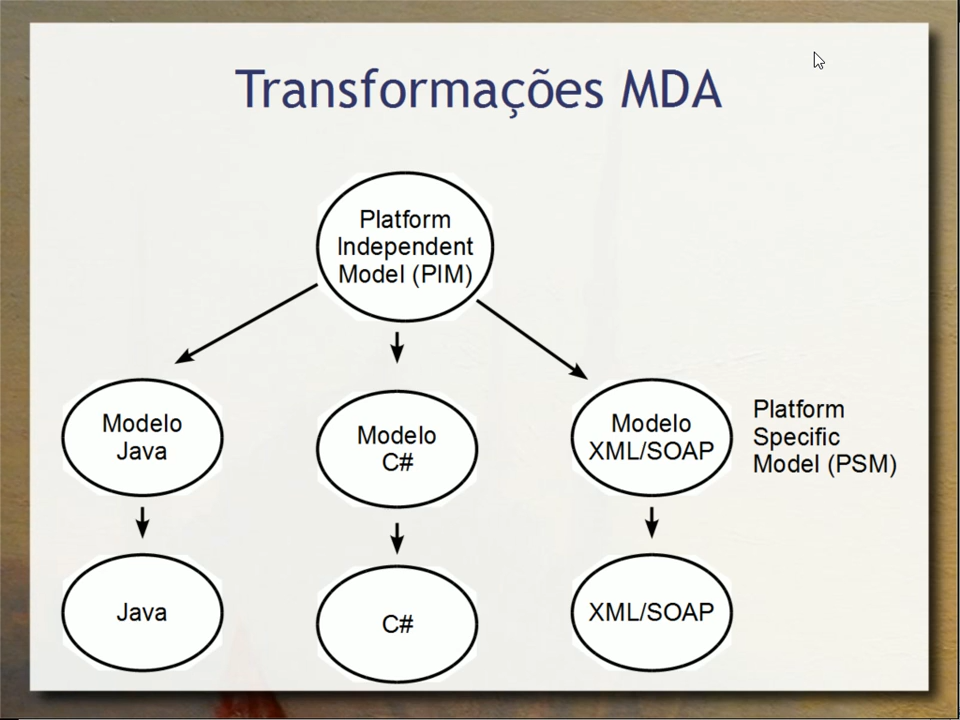 Transformações MDA
Platform
Independent
Model (PIM)
Modelo
Java
Modelo
C#
Modelo
XML/SOAP
Platform
Specific
Model (PSM)
Java
C#
XML/SOAP